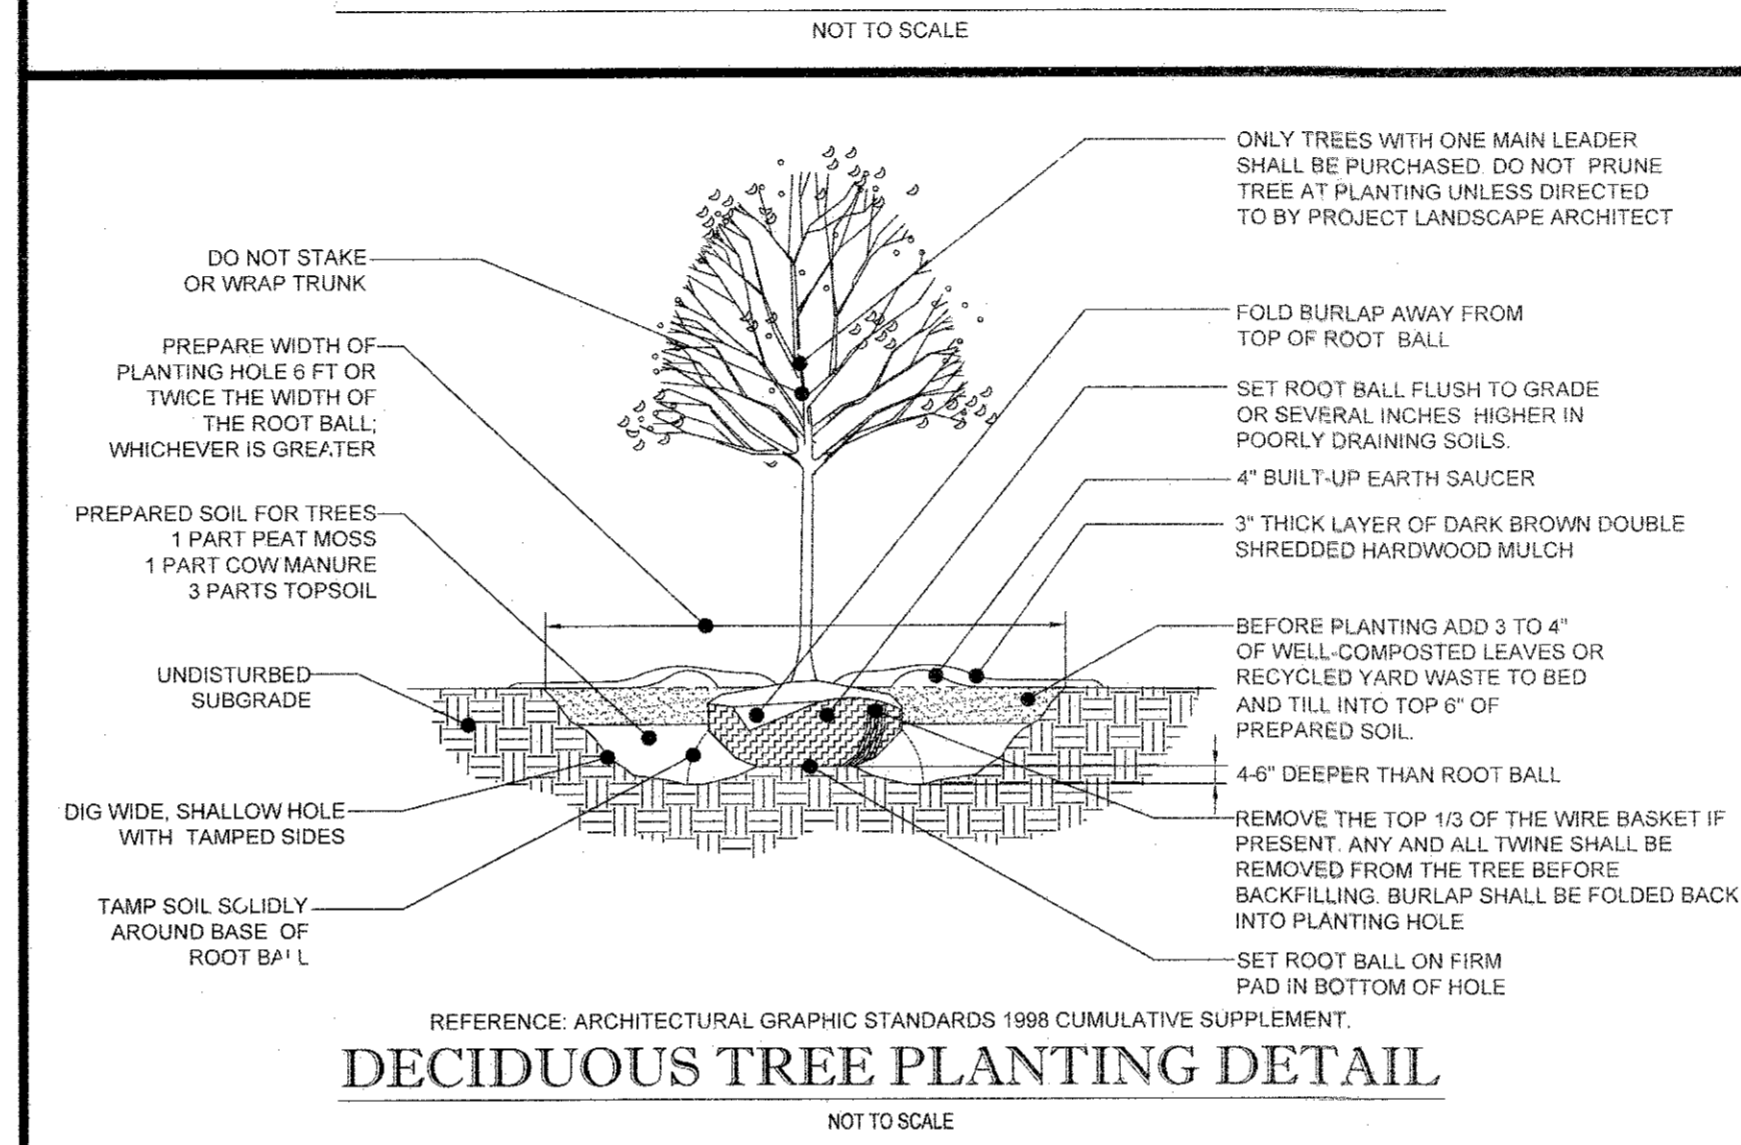 NOT TO SCALE
DO NOT STAKE
OR WRAP TRUNK
PREPARE WIDTH OF
PLANTING HOLE 6 FT OR
TWICE THE WIDTH OF
THE ROOT BALL;
WHICHEVER IS GREATER
PREPARED SOIL FOR TREES
1 PART PEAT MOSS
1 PART COW MANURE
3 PARTS TOPSOIL
UNDISTURBED
SUBGRADE
DIG WIDE, SHALLOW HOLE
WITH TAMPED SIDES
TAMP SOIL SOLIDLY
AROUND BASE OF
ROOT BALL
ONLY TREES WITH ONE MAIN LEADER
SHALL BE PURCHASED. DO NOT PRUNE
TREE AT PLANTING UNLESS DIRECTED
TO BY PROJECT LANDSCAPE ARCHITECT
FOLD BURLAP AWAY FROM
TOP OF ROOT BALL
SET ROOT BALL FLUSH TO GRADE
OR SEVERAL INCHES HIGHER IN
POORLY DRAINING SOILS.
4" BUILT-UP EARTH SAUCER
3" THICK LAYER OF DARK BROWN DOUBLE
SHREDDED HARDWOOD MULCH
BEFORE PLANTING ADD 3 TO 4"
OF WELL-COMPOSTED LEAVES OR
RECYCLED YARD WASTE TO BED
AND TILL INTO TOP 6" OF
PREPARED SOIL.
4-6" DEEPER THAN ROOT BALL
REMOVE THE TOP 1/3 OF THE WIRE BASKET IF
PRESENT. ANY AND ALL TWINE SHALL BE
REMOVED FROM THE TREE BEFORE
BACKFILLING. BURLAP SHALL BE FOLDED BACK
INTO PLANTING HOLE
SET ROOT BALL ON FIRM
PAD IN BOTTOM OF HOLE
REFERENCE: ARCHITECTURAL GRAPHIC STANDARDS 1998 CUMULATIVE SUPPLEMENT.
DECIDUOUS TREE PLANTING DETAIL
NOT TO SCALE